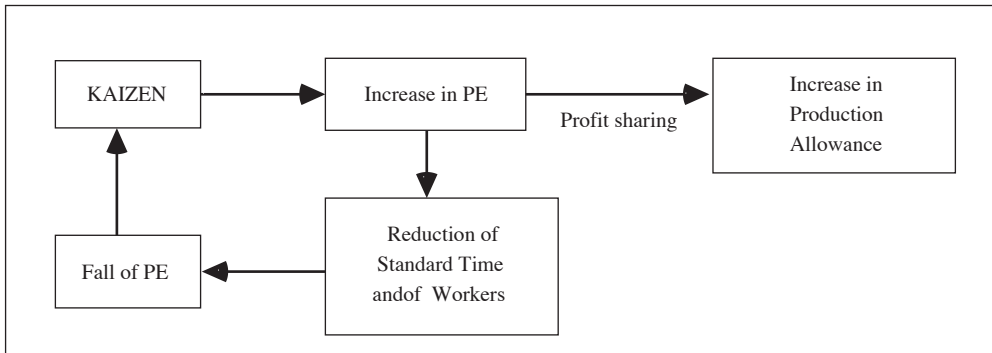 KAIZEN
Increase in PE
Profit sharing
Increase in
Production
Allowance
Reduction of
Standard Time
andof Workers
Fall of PE